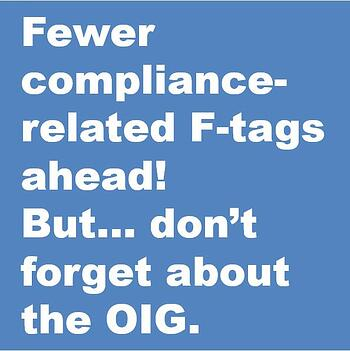 Fewer
compliance-
related F-tags
ahead!
But... don’t
forget about
the OIG.